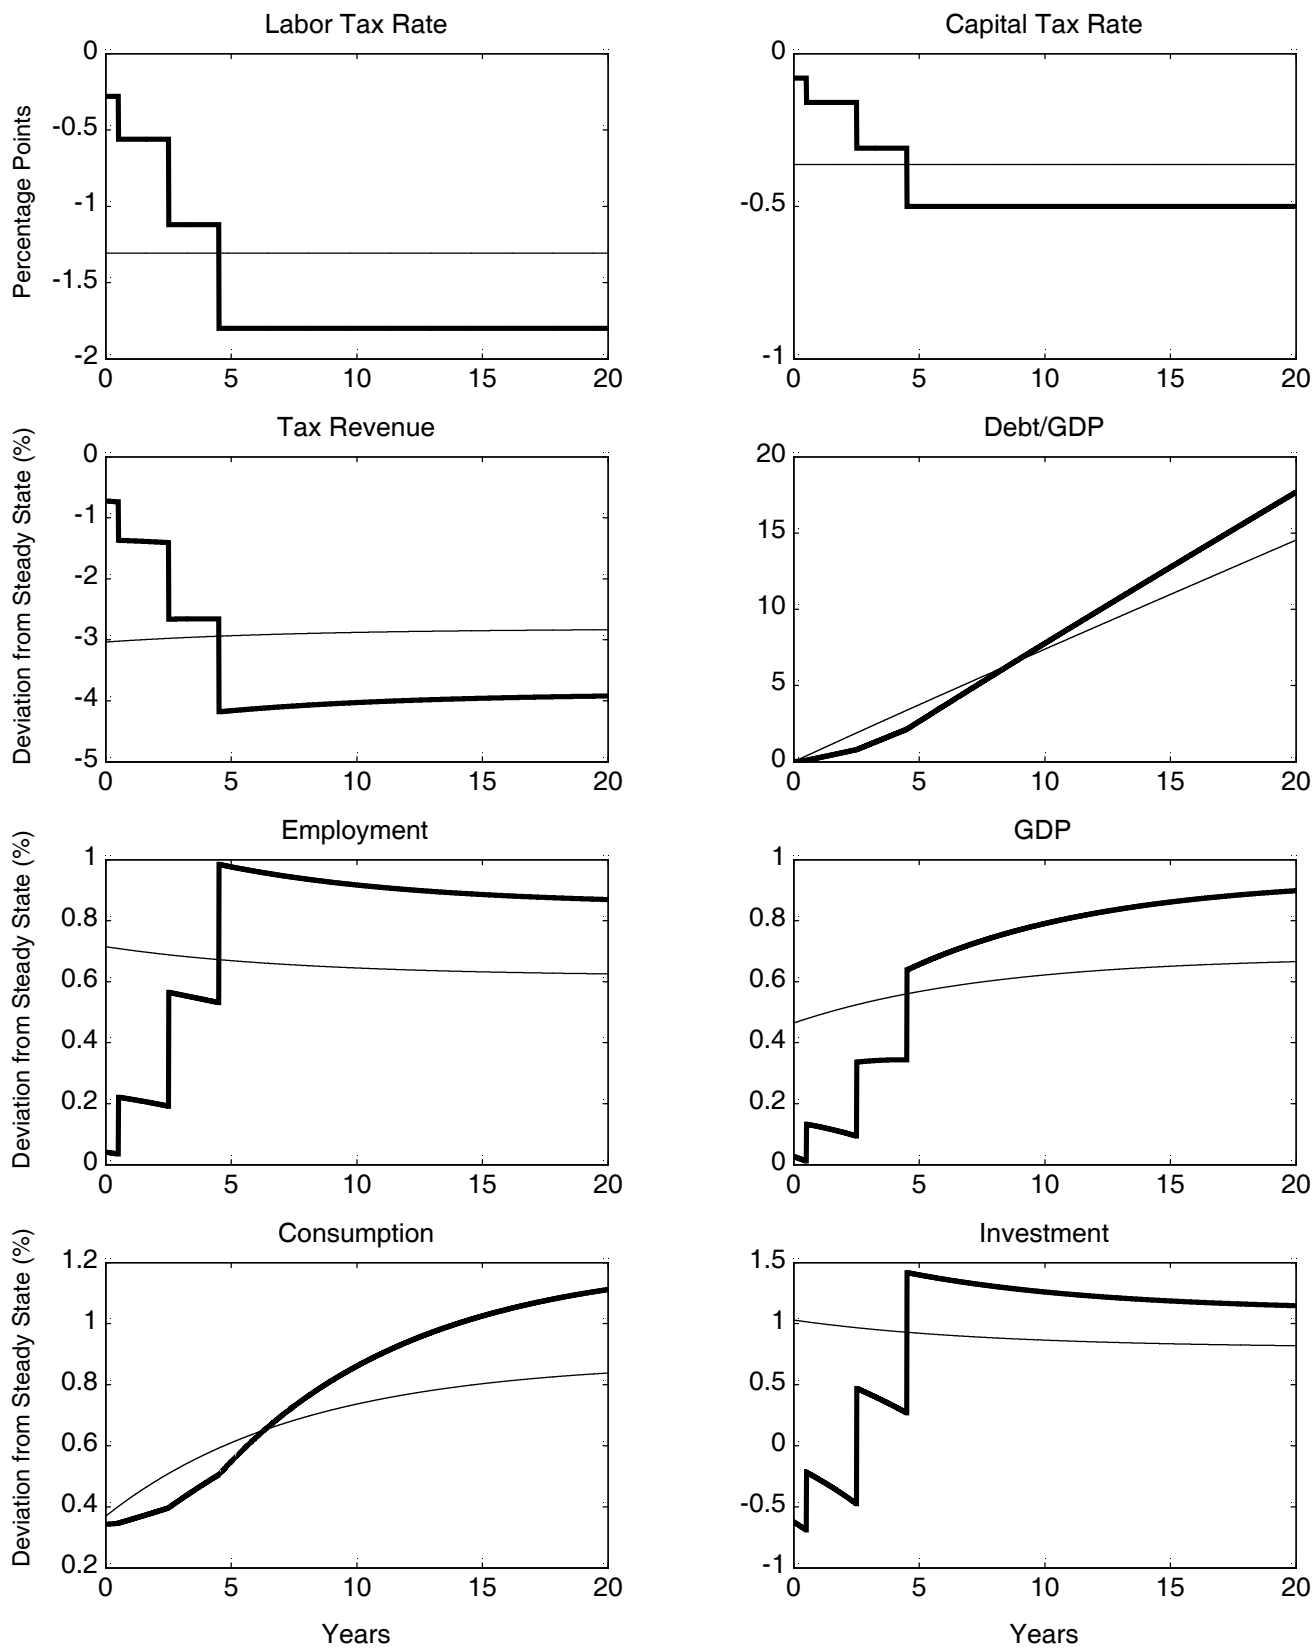 Labor Tax Rate
Capital Tax Rate
Percentage Points
0
-0.5
-1
-1.5
-2
0 5 10 15 20
0
-0.5
-1
0 5 10 15 20
Tax Revenue
Debt/GDP
Deviation from Steady State (%)
0
-1
-2
-3
-4
-5
0 5 10 15 20
20
15
10
5
0
0 5 10 15 20
Employment
GDP
Deviation from Steady State (%)
1
0.8
0.6
0.4
0.2
0
0 5 10 15 20
1
0.8
0.6
0.4
0.2
0
0 5 10 15 20
Consumption
Investment
Deviation from Steady State (%)
1.2
1
0.8
0.6
0.4
0.2
0 5 10 15 20
Years
1.5
1
0.5
0
-0.5
-1
0 5 10 15 20
Years